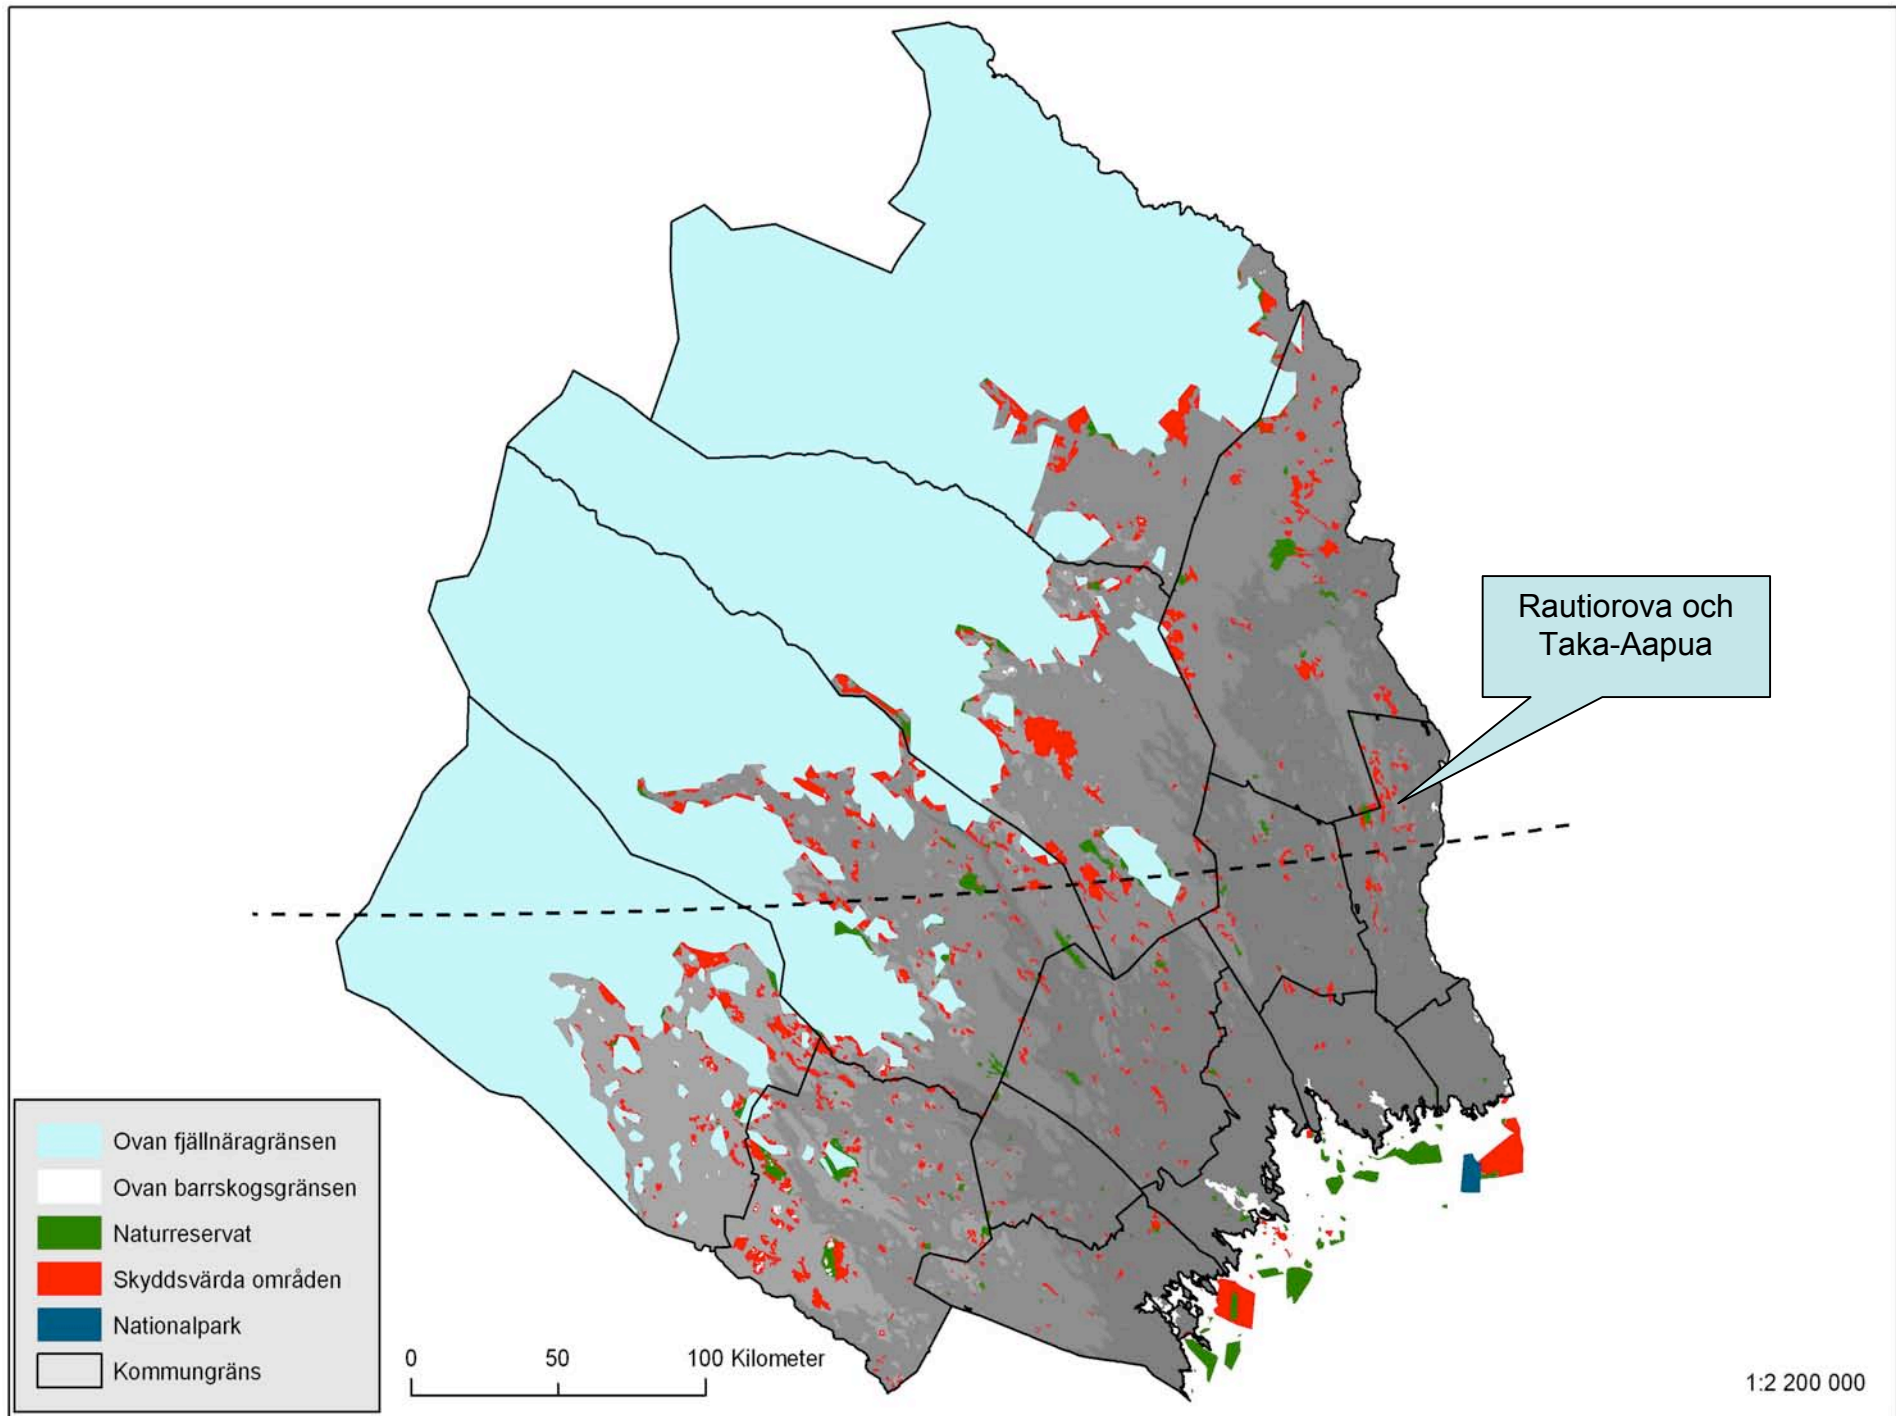 Rautiorova och
Taka-Aapua
Ovan fjällnäragränsen
Ovan barrskogsgränsen
Naturreservat
Skyddsvärda områden
Nationalpark
Kommungräns
0 50 100 Kilometer
1:2 200 000